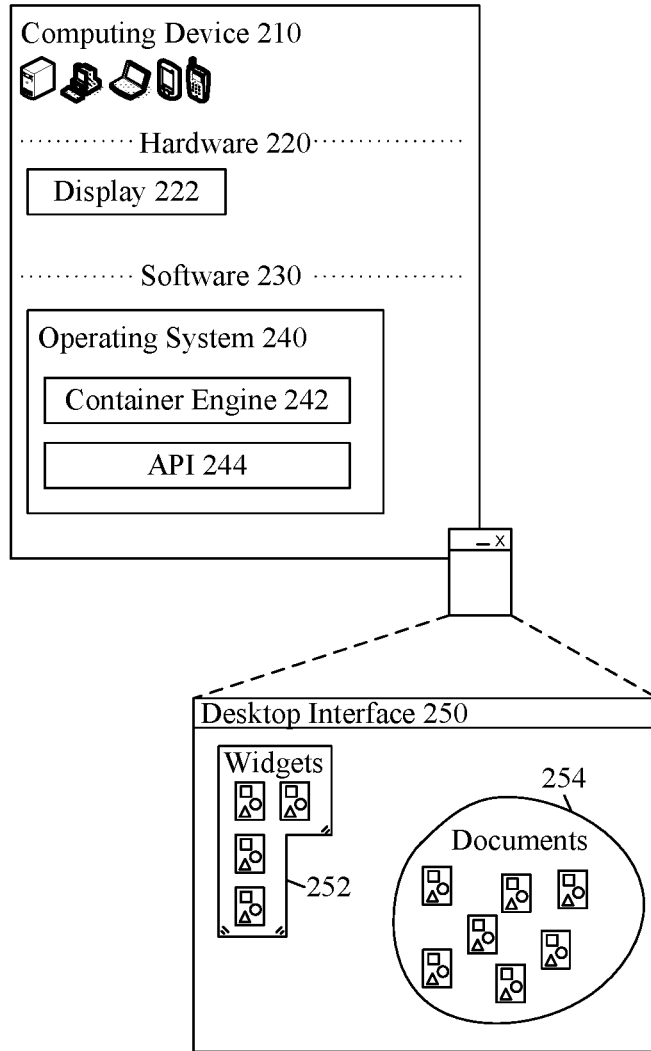 Computing Device 210
Hardware 220
Display 222
Software 230
Operating System 240
Container Engine 242
API 244
_ X
Desktop Interface 250
Widgets
254
Documents
252